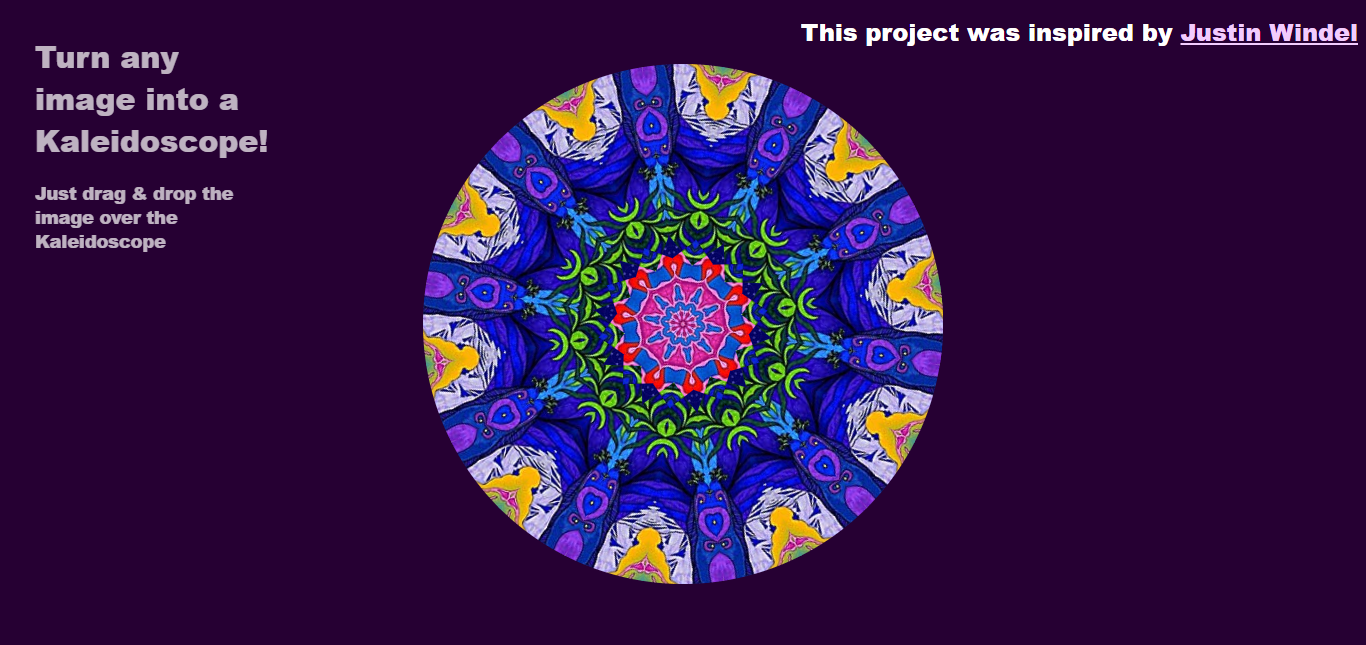 This project was inspired by Justin Windel
Turn any
image into a
Kaleidoscope!
Just drag & drop the
image over the
Kaleidoscope